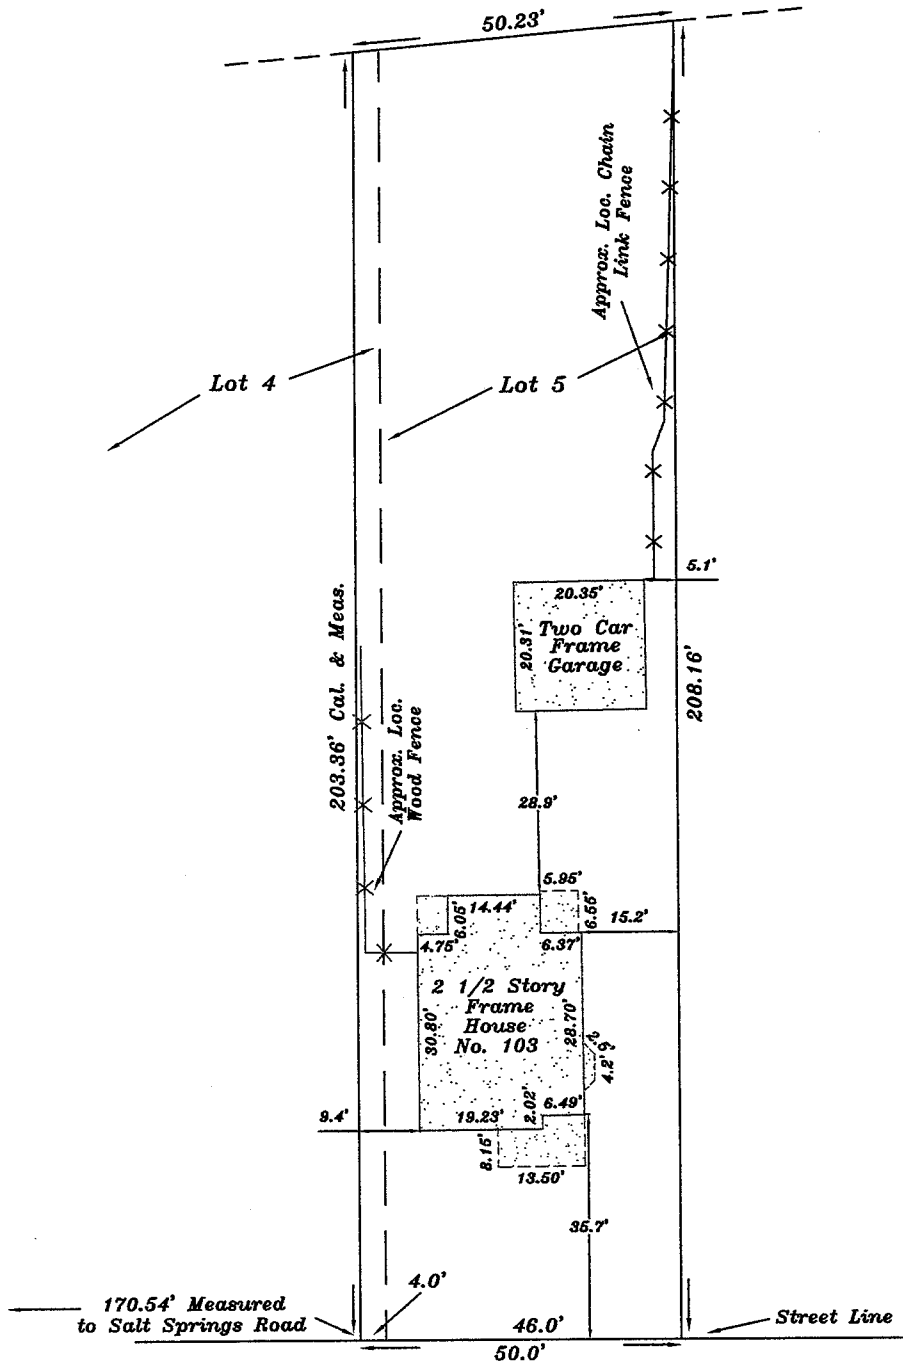 50.23'
Approx. Loc. Chain
Link Fence
Lot 4
Lot 5
5.1'
20.35'
20.31'
Two Car
Frame
Garage
203.36' Cal. & Meas.
208.16'
Approx. Loc.
Wood Fence
28.9'
5.95'
14.44'
6.05'
6.55'
15.2'
4.75'
6.37'
2 1/2 Story
Frame
House
No. 103
30.80'
28.70'
4.2'
9.4'
19.23'
2.02'
6.49'
8.15'
13.50'
35.7'
4.0'
170.54' Measured
to Salt Springs Road
46.0'
Street Line
50.0'